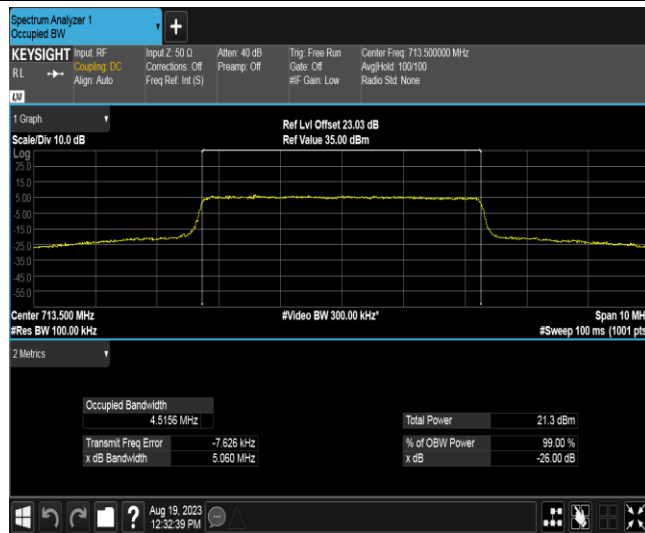 Spectrum Analyzer 1
Occupied BW
+
KEYSIGHT
RL
LXI
Input: RF
Coupling: DC
Align: Auto
Input Z: 50 Ω
Corrections: Off
Freq Ref: Int (S)
Atten: 40 dB
Preamp: Off
Trig: Free Run
Gate: Off
#IF Gain: Low
Center Freq: 713.500000 MHz
Avg|Hold: 100/100
Radio Std: None
1 Graph
Scale/Div 10.0 dB
Ref Lvl Offset 23.03 dB
Ref Value 35.00 dBm
Log
25.0
15.0
5.00
-5.00
-15.0
-25.0
-35.0
-45.0
-55.0
Center 713.500 MHz
#Res BW 100.00 kHz
#Video BW 300.00 kHz*
Span 10 MH
#Sweep 100 ms (1001 pts
2 Metrics
Occupied Bandwidth
4.5156 MHz
Transmit Freq Error -7.626 kHz
x dB Bandwidth 5.060 MHz
Total Power 21.3 dBm
% of OBW Power 99.00 %
x dB -26.00 dB
?
Aug 19, 2023
12:32:39 PM